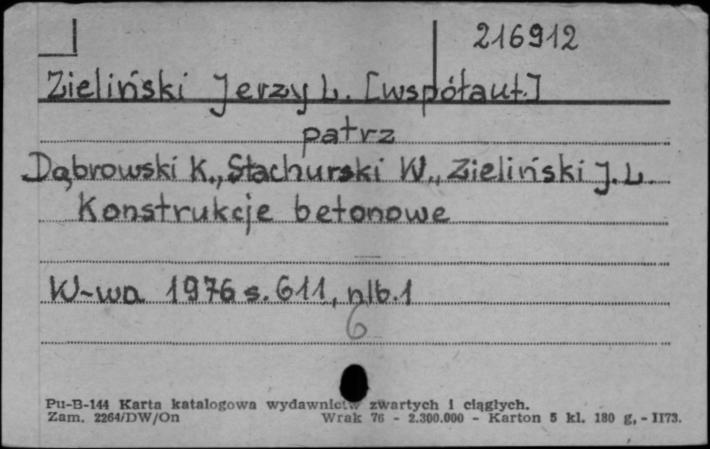 216912
Zieliński Jerzy L. [współaut.]
patrz
Dąbrowski K., Stachurski W., Zieliński J. L.
Konstrukcje betonowe
W-wa 1976 s. 611, nlb. 1
6
Pu-B-144 Karta katalogowa wydawnictw zwartych i ciągłych.
Zam. 2264/DW/On Wrak 76 - 2.300.000 - Karton 5 kl. 180 g. - II73.